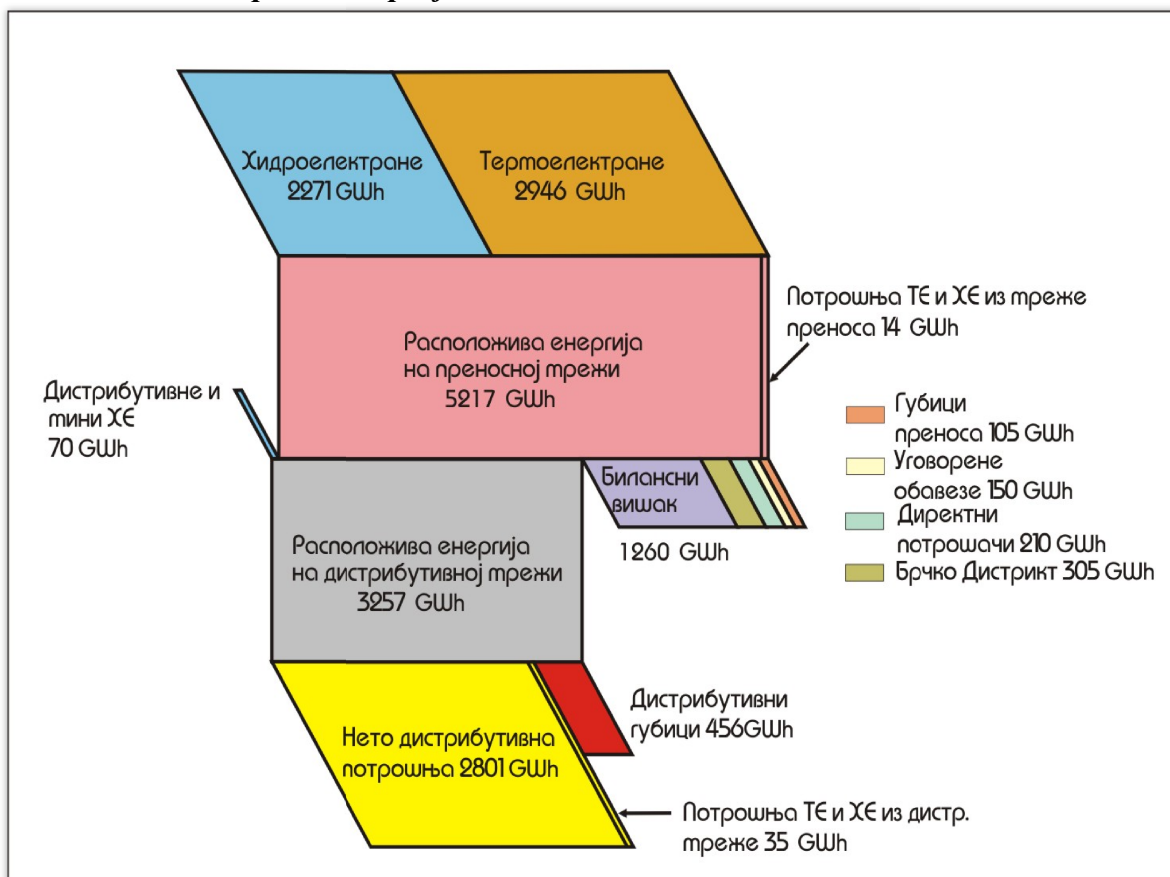 Хидроелектране
2271 GWh
Термоелектране
2946 GWh
Потрошња ТЕ и ХЕ из треже
преноса 14 GWh
Расположива енергија
на преносној трежи
5217 GWh
Дистрибутивне и
мини ХЕ
70 GWh
Губици
преноса 105 GWh
Уговорене
обавезе 150 GWh
Директни
потрошачи 210 GWh
Брчко Дистрикт 305 GWh
Билансни
вишак
1260 GWh
Расположива енергија
на дистрибутивној трежи
3257 GWh
Дистрибутивни
губици 456GWh
Нето дистрибутивна
потрошња 2801 GWh
Потрошња ТЕ и ХЕ из дистр.
треже 35 GWh